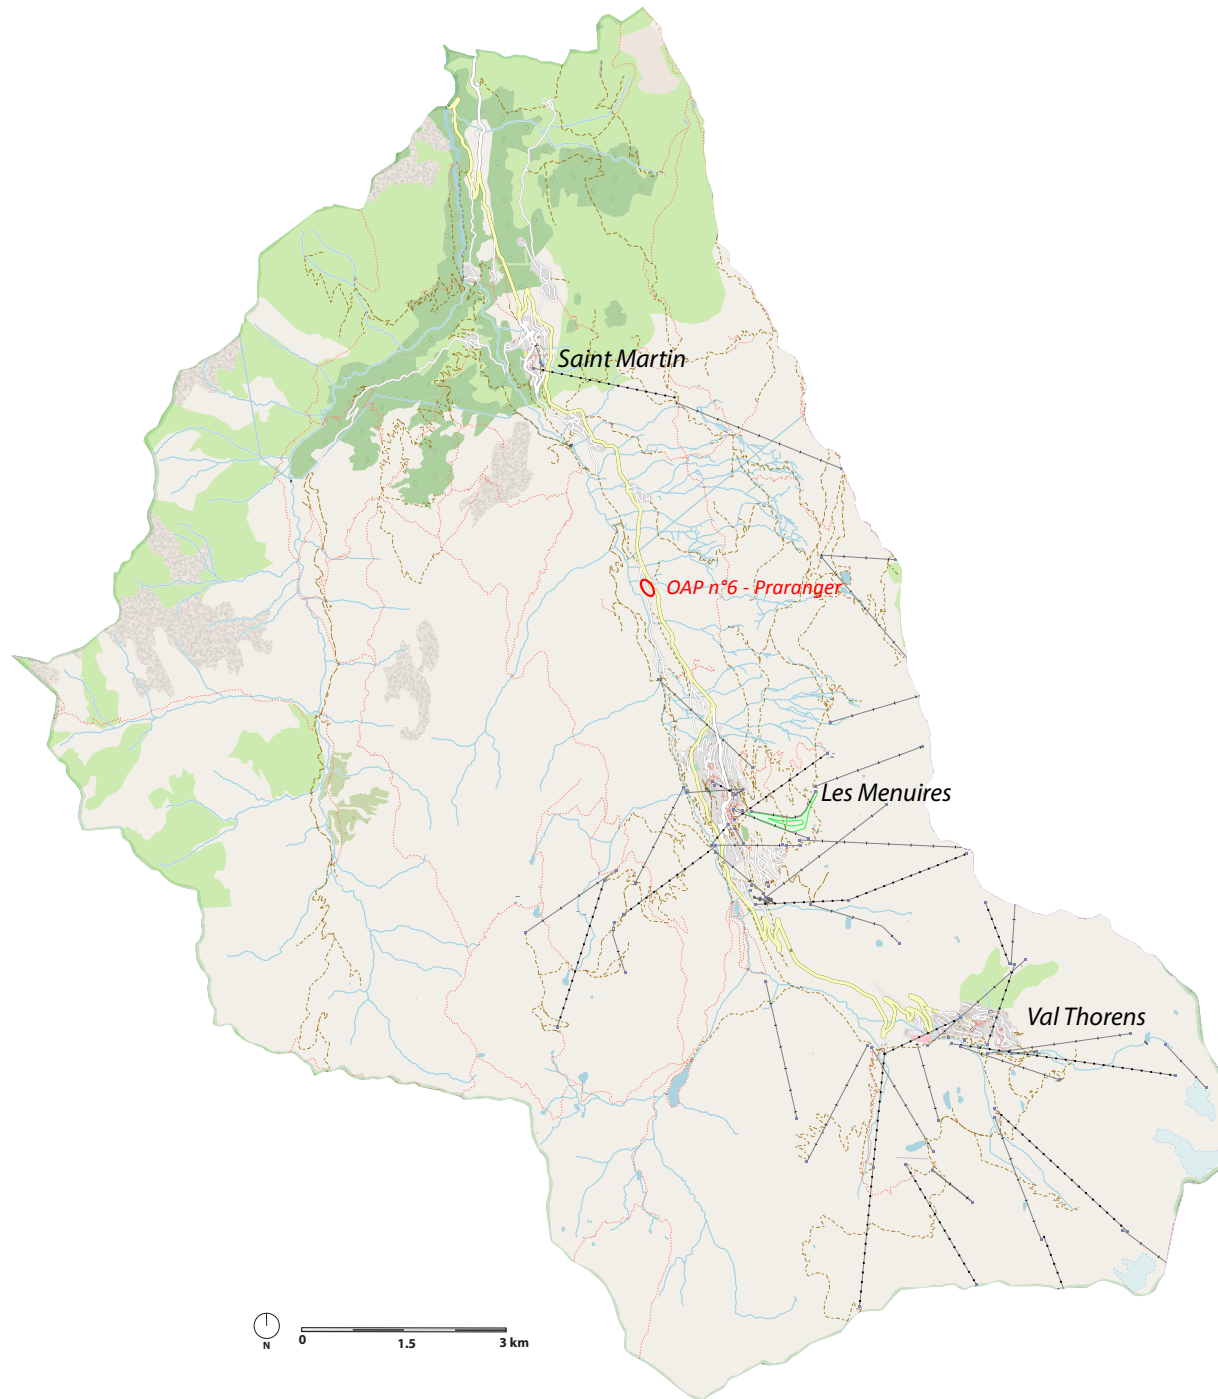 Saint Martin
OAP n°6 - Praranger
Les Menuires
Val Thorens
N
0
1.5
3 km